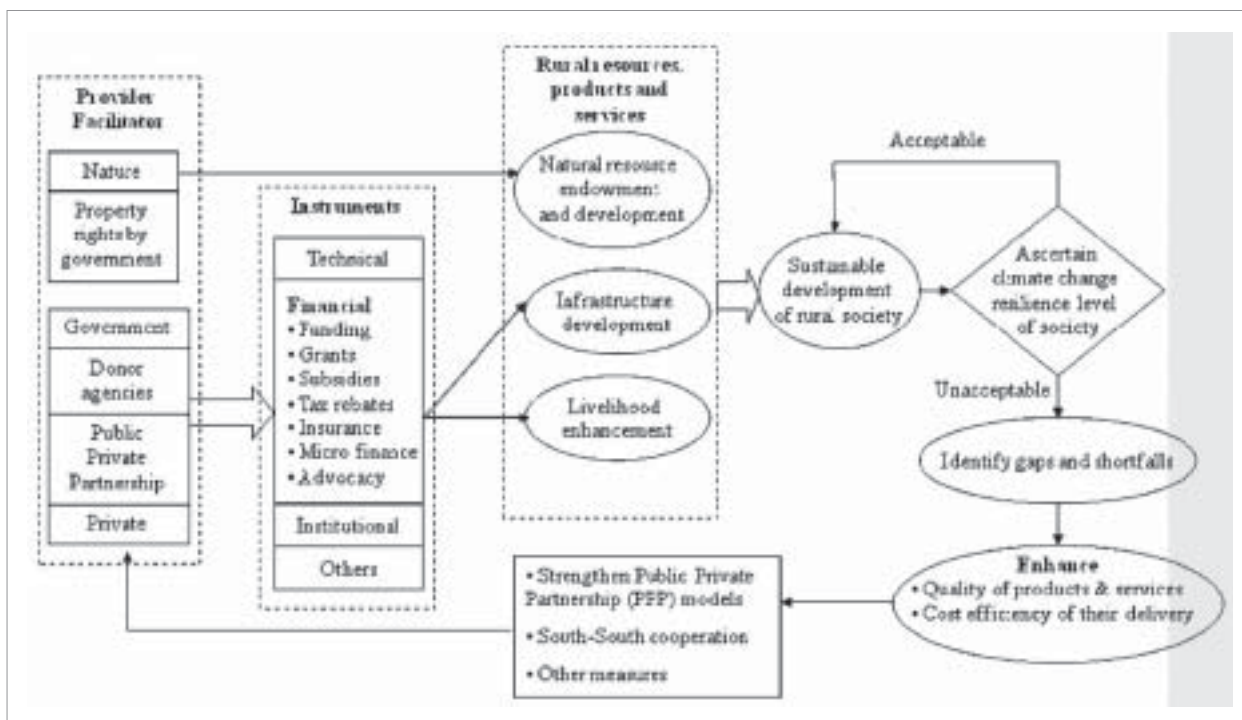 Provider
Facilitator
Nature
Property
rights by
government
Government
Donor
agencies
Public
Private
Partnership
Private
Instruments
Technical
Financial
• Funding
• Grants
• Subsidies
• Tax rebates
• Insurance
• Micro finance
• Advocacy
Institutional
Others
Rural resources,
products and
services
Natural resource
endowment
and development
Infrastructure
development
Livelihood
enhancement
Sustainable
development
of rural society
Acceptable
Ascertain
climate change
resilience level
of society
Unacceptable
Identify gaps and shortfalls
Enhance
• Quality of products & services
• Cost efficiency of their delivery
• Strengthen Public Private
Partnership (PPP) models
• South-South cooperation
• Other measures